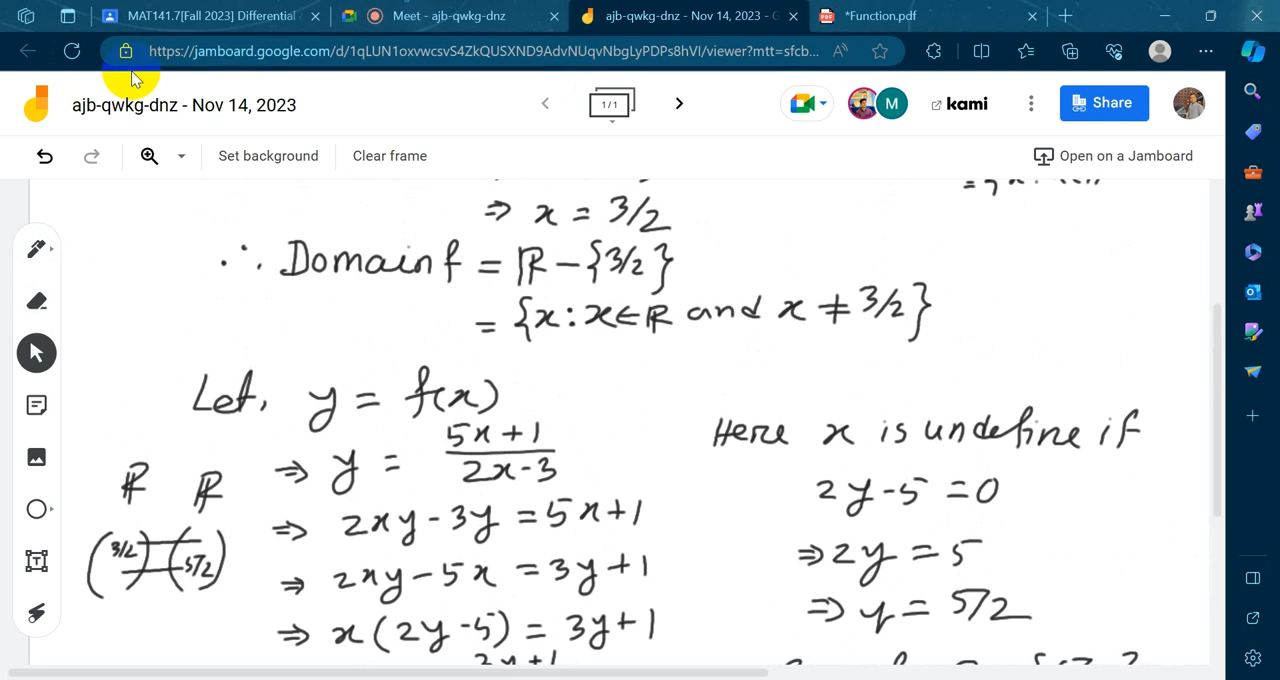 MAT141.7[Fall 2023] Differential
Meet - ajb-qwkg-dnz
ajb-qwkg-dnz - Nov 14, 2023 - G
*Function.pdf
https://jamboard.google.com/d/1qLUN1oxvwcsvS4ZkQUSXND9AdvNUqvNbgLyPDPs8hVI/viewer?mtt=sfcb...
ajb-qwkg-dnz - Nov 14, 2023
1/1
M
kami
Share
Set background
Clear frame
Open on a Jamboard
⇒ x = 3/2
∴ Domain f = ℝ - {3/2}
= {x : x ∈ ℝ and x ≠ 3/2}
Let, y = f(x)
⇒ y = (5x+1)/(2x-3)
⇒ 2xy - 3y = 5x+1
⇒ 2xy - 5x = 3y+1
⇒ x(2y-5) = 3y+1
ℝ ℝ
3/2 5/2
Here x is undefine if
2y-5 = 0
⇒ 2y = 5
⇒ y = 5/2